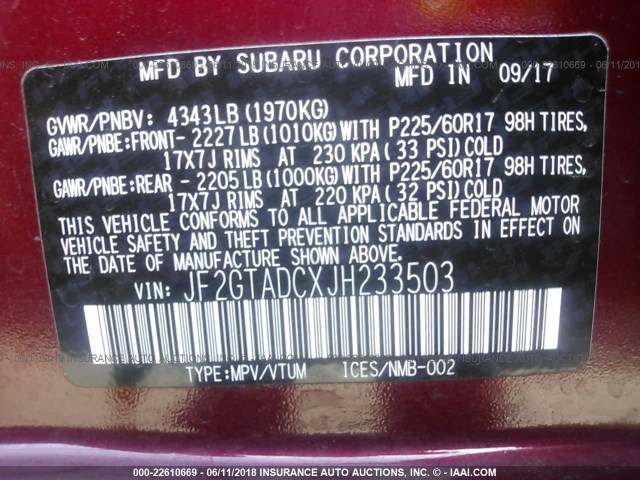 MFD BY SUBARU CORPORATION
MFD IN 09/17
GVWR/PNBV: 4343LB(1970KG)
GAWR/PNBE:FRONT-2227LB(1010KG)WITH P225/60R17 98H TIRES,
17X7J RIMS AT 230 KPA(33 PSI)COLD
GAWR/PNBE:REAR -2205LB(1000KG)WITH P225/60R17 98H TIRES,
17X7J RIMS AT 220 KPA(32 PSI)COLD
THIS VEHICLE CONFORMS TO ALL APPLICABLE FEDERAL MOTOR
VEHICLE SAFETY AND THEFT PREVENTION STANDARDS IN EFFECT ON
THE DATE OF MANUFACTURE SHOWN ABOVE.
VIN: JF2GTADCXJH233503
TYPE:MPV/VTUM ICES/NMB-002
000-22610669 - 06/11/2018 INSURANCE AUTO AUCTIONS, INC. - © - IAAI.COM